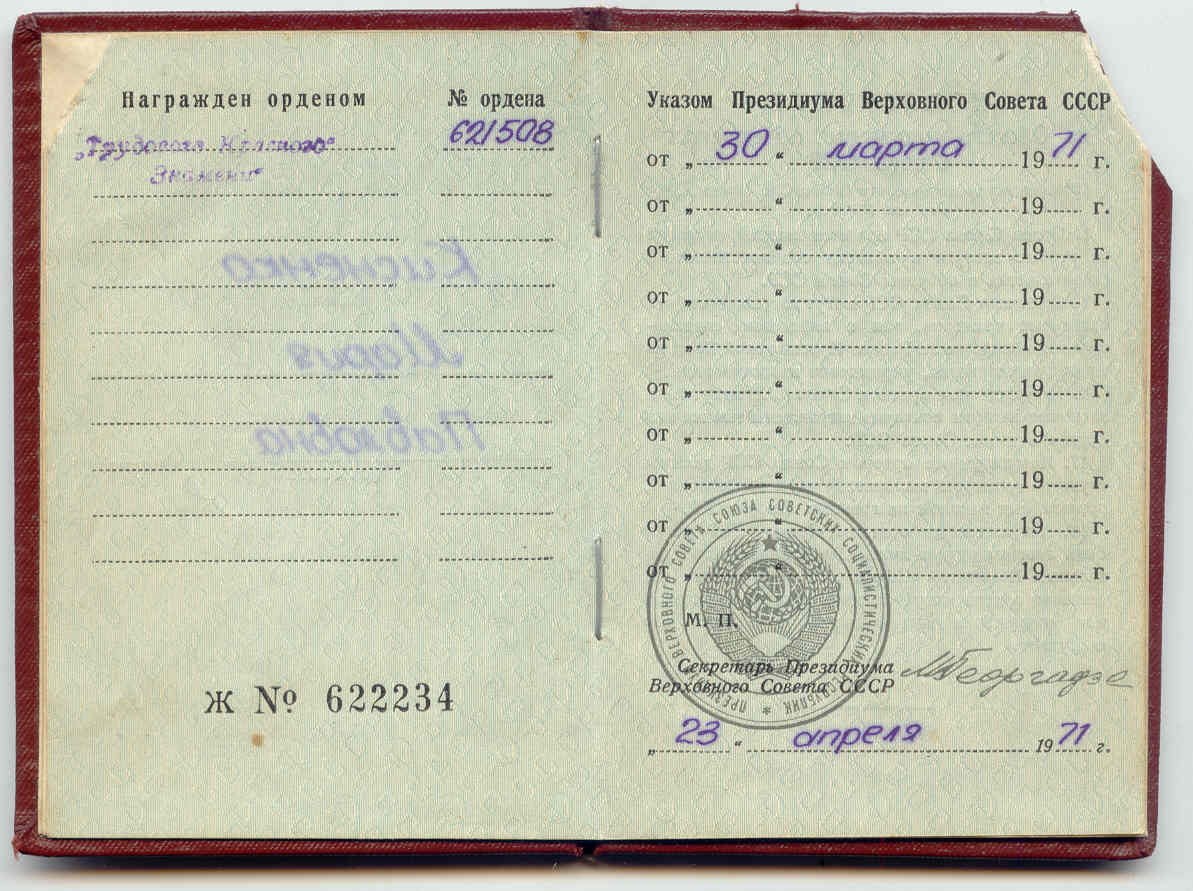 Награжден орденом № ордена
„Трудового Красного 621508
Знамени“
Кисненко
Мария
Павловна
Ж № 622234
Указом Президиума Верховного Совета СССР
от „30“ марта 1971 г.
от „ “ 19 г.
от „ “ 19 г.
от „ “ 19 г.
от „ “ 19 г.
от „ “ 19 г.
от „ “ 19 г.
от „ “ 19 г.
от „ “ 19 г.
от „ “ 19 г.
ПРЕЗИДИУМ ВЕРХОВНОГО СОВЕТА СОЮЗА СОВЕТСКИХ СОЦИАЛИСТИЧЕСКИХ РЕСПУБЛИК
М. П.
Секретарь Президиума
Верховного Совета СССР
МГеоргадзе
„23“ апреля 1971 г.